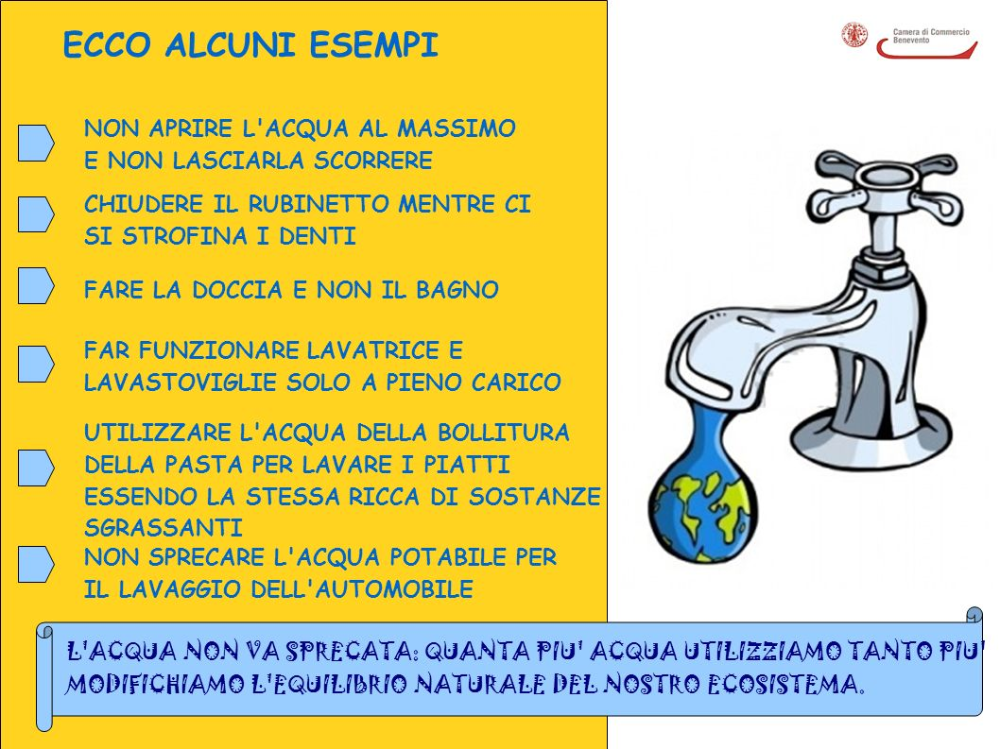 ECCO ALCUNI ESEMPI
Camera di Commercio
Benevento
NON APRIRE L'ACQUA AL MASSIMO
E NON LASCIARLA SCORRERE
CHIUDERE IL RUBINETTO MENTRE CI
SI STROFINA I DENTI
FARE LA DOCCIA E NON IL BAGNO
FAR FUNZIONARE LAVATRICE E
LAVASTOVIGLIE SOLO A PIENO CARICO
UTILIZZARE L'ACQUA DELLA BOLLITURA
DELLA PASTA PER LAVARE I PIATTI
ESSENDO LA STESSA RICCA DI SOSTANZE
SGRASSANTI
NON SPRECARE L'ACQUA POTABILE PER
IL LAVAGGIO DELL'AUTOMOBILE
L'ACQUA NON VA SPRECATA: QUANTA PIU' ACQUA UTILIZZIAMO TANTO PIU'
MODIFICHIAMO L'EQUILIBRIO NATURALE DEL NOSTRO ECOSISTEMA.